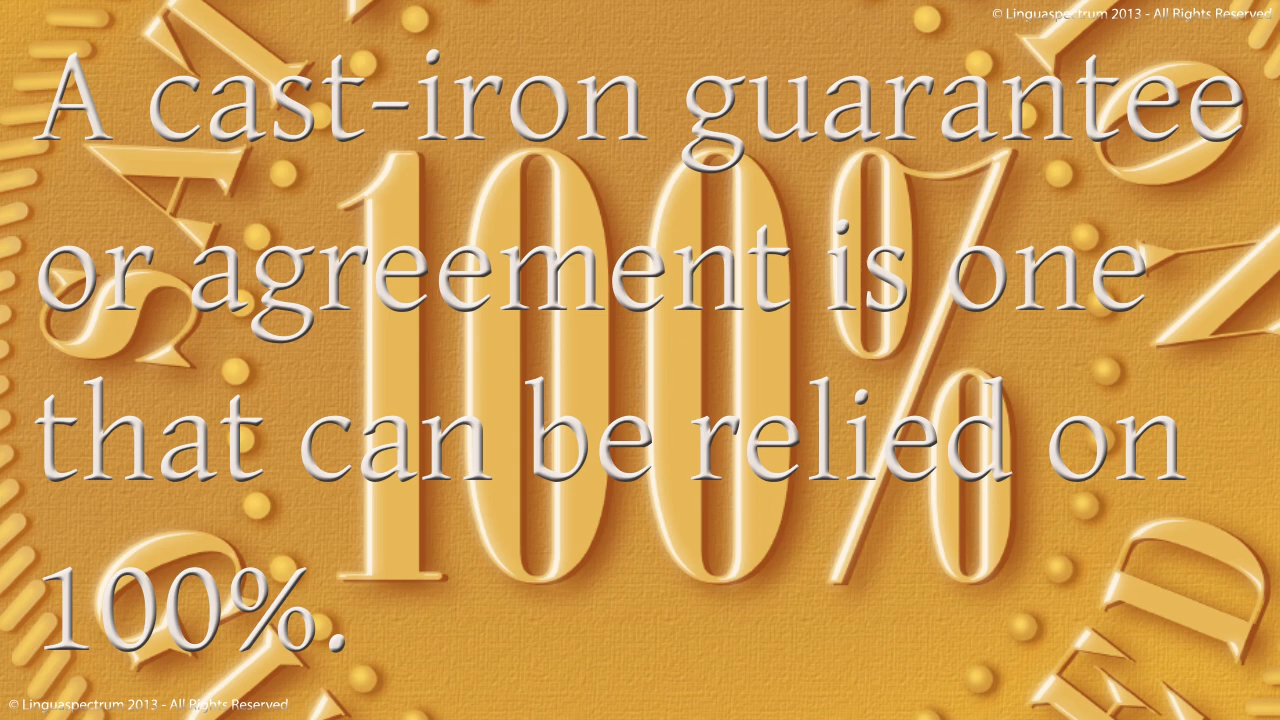 © Linguaspectrum 2013 - All Rights Reserved
A cast-iron guarantee
or agreement is one
that can be relied on
100%.
100%
© Linguaspectrum 2013 - All Rights Reserved